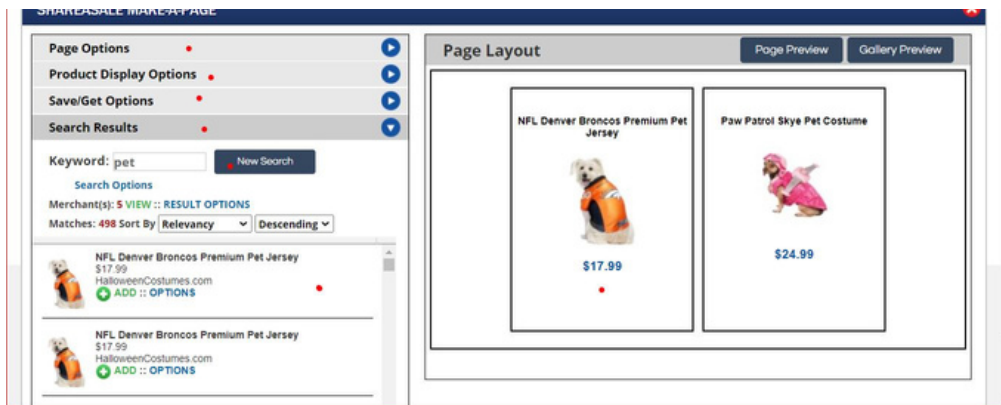 SHAREASALE MAKE-A-PAGE
Page Options
Product Display Options
Save/Get Options
Search Results
Keyword: pet New Search
Search Options
Merchant(s): 5 VIEW :: RESULT OPTIONS
Matches: 498 Sort By Relevancy Descending
NFL Denver Broncos Premium Pet Jersey
$17.99
HalloweenCostumes.com
ADD :: OPTIONS
NFL Denver Broncos Premium Pet Jersey
$17.99
HalloweenCostumes.com
ADD :: OPTIONS
Page Layout Page Preview Gallery Preview
NFL Denver Broncos Premium Pet
Jersey
$17.99
Paw Patrol Skye Pet Costume
$24.99